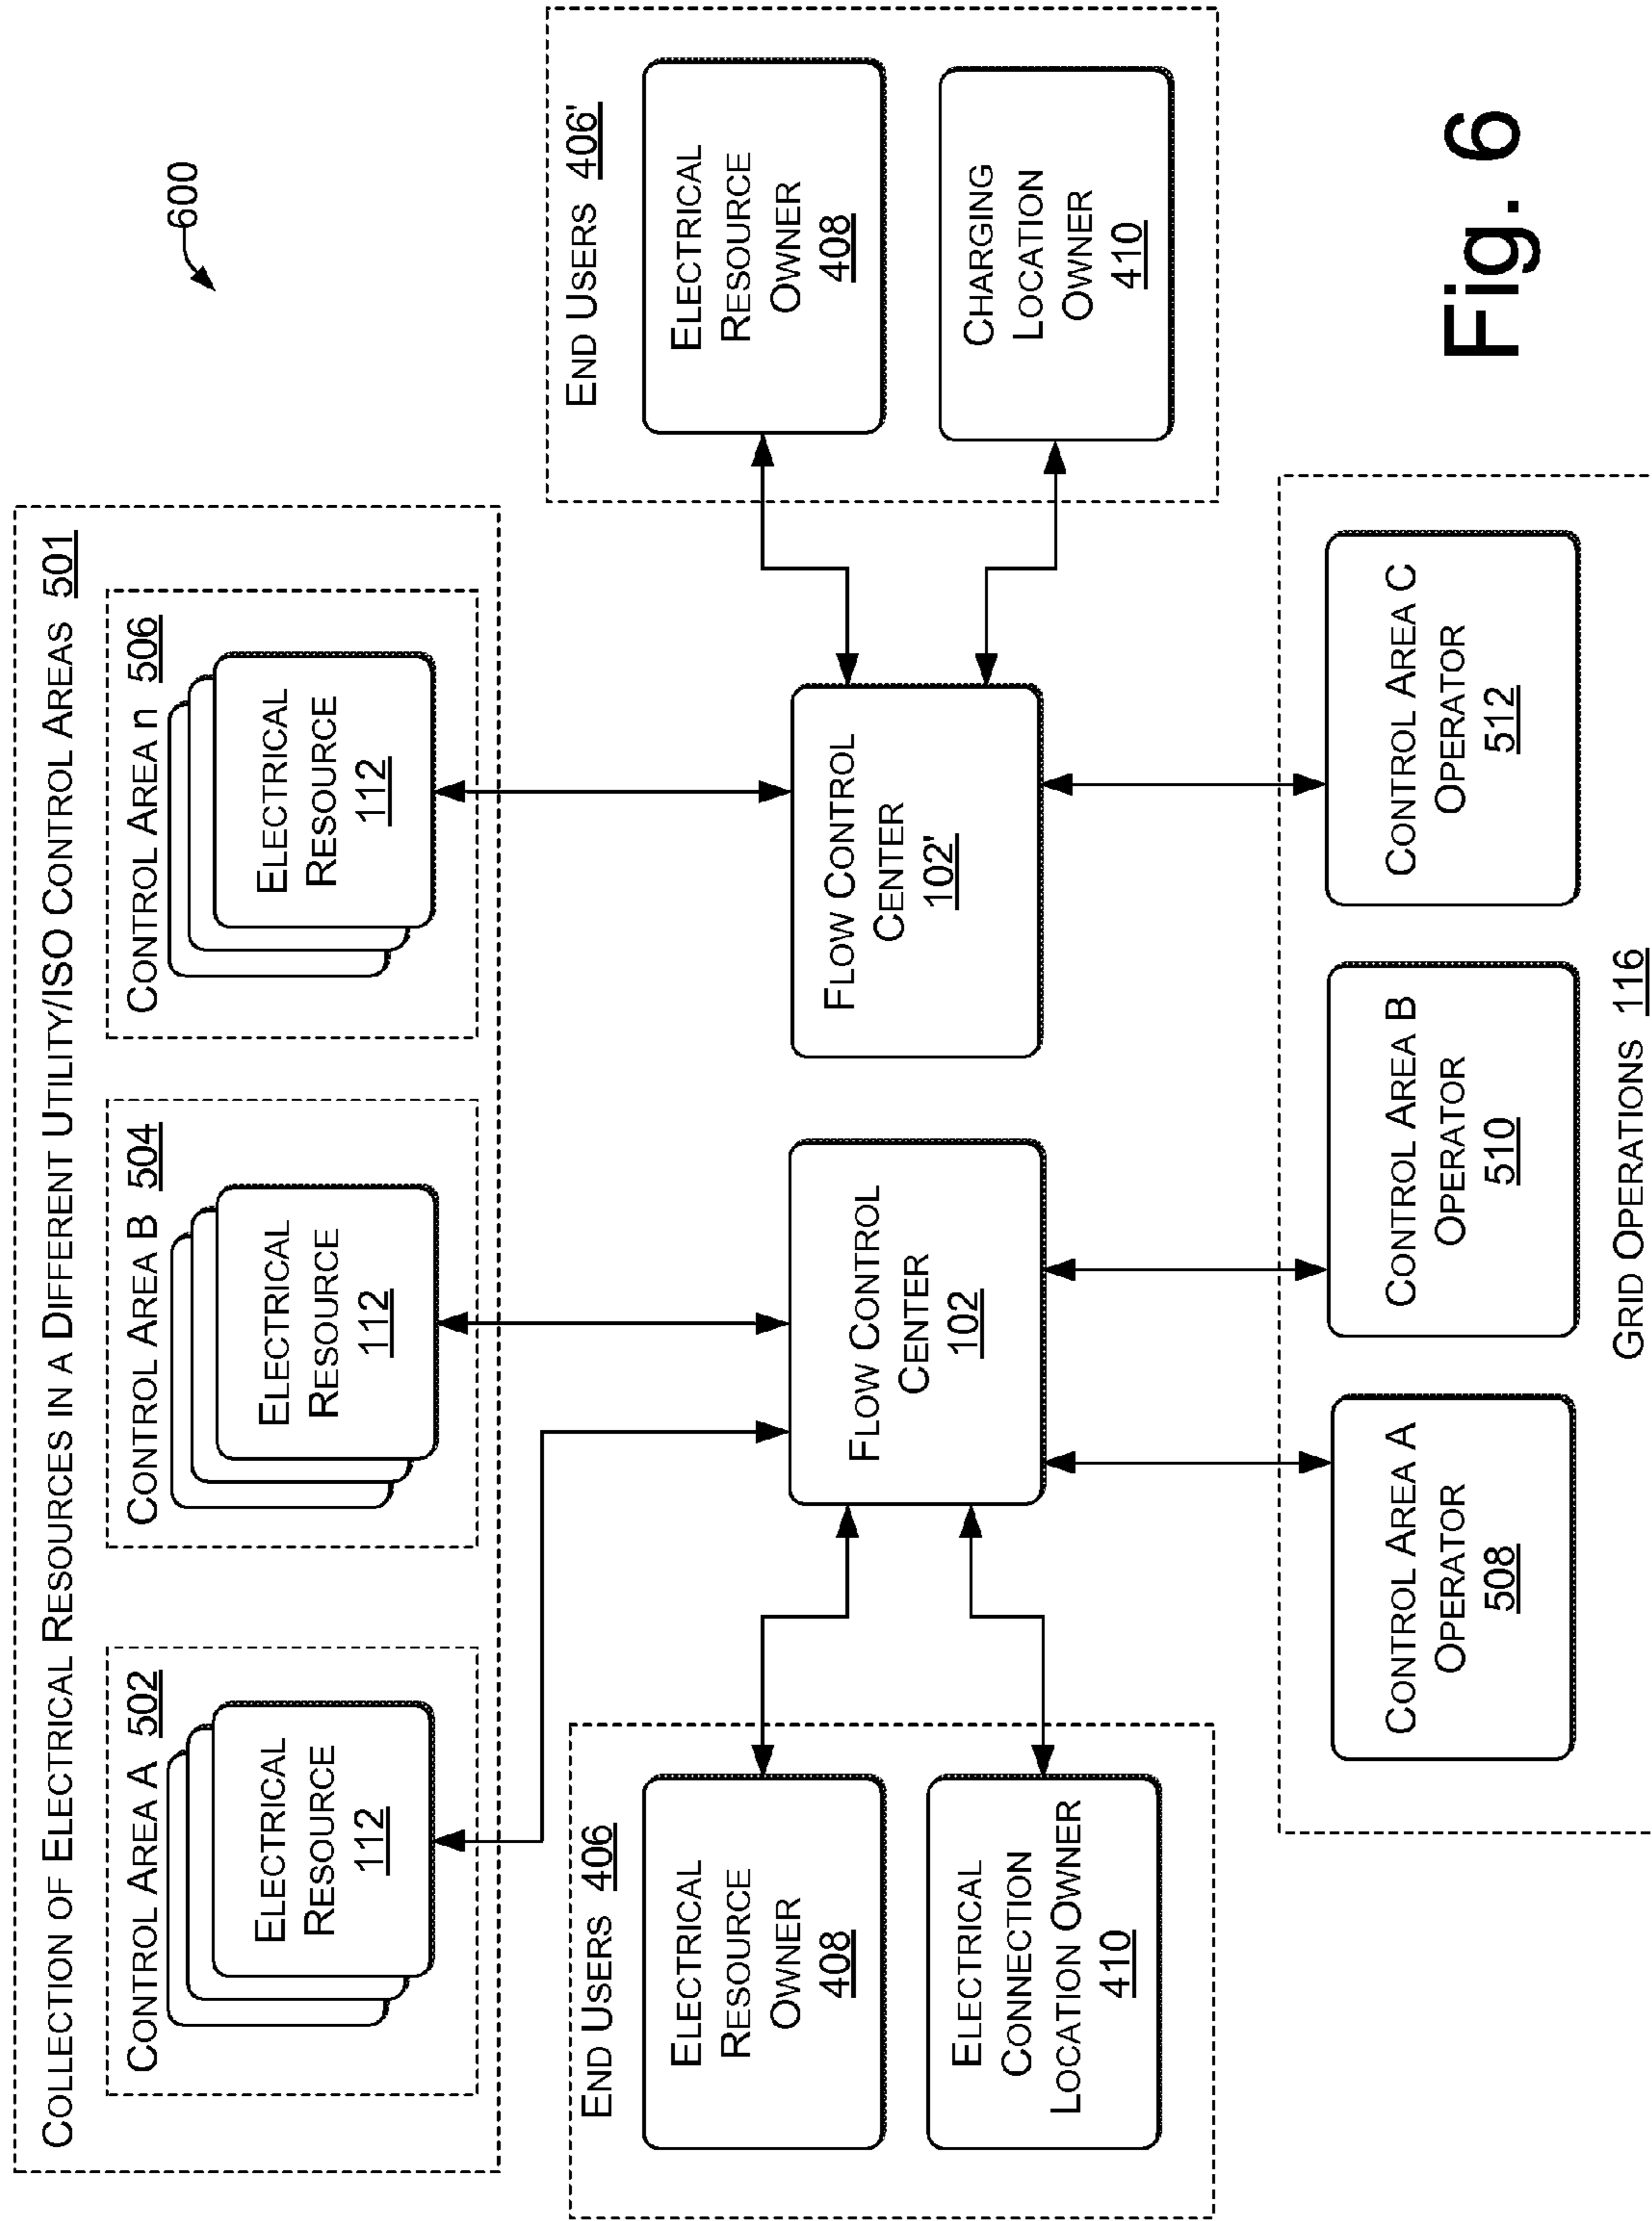 600
COLLECTION OF ELECTRICAL RESOURCES IN A DIFFERENT UTILITY/ISO CONTROL AREAS 501
CONTROL AREA A 502
ELECTRICAL
RESOURCE
112
CONTROL AREA B 504
ELECTRICAL
RESOURCE
112
CONTROL AREA n 506
ELECTRICAL
RESOURCE
112
END USERS 406
ELECTRICAL
RESOURCE
OWNER
408
ELECTRICAL
CONNECTION
LOCATION OWNER
410
FLOW CONTROL
CENTER
102
FLOW CONTROL
CENTER
102'
END USERS 406'
ELECTRICAL
RESOURCE
OWNER
408
CHARGING
LOCATION
OWNER
410
CONTROL AREA A
OPERATOR
508
CONTROL AREA B
OPERATOR
510
CONTROL AREA C
OPERATOR
512
GRID OPERATIONS 116
Fig. 6